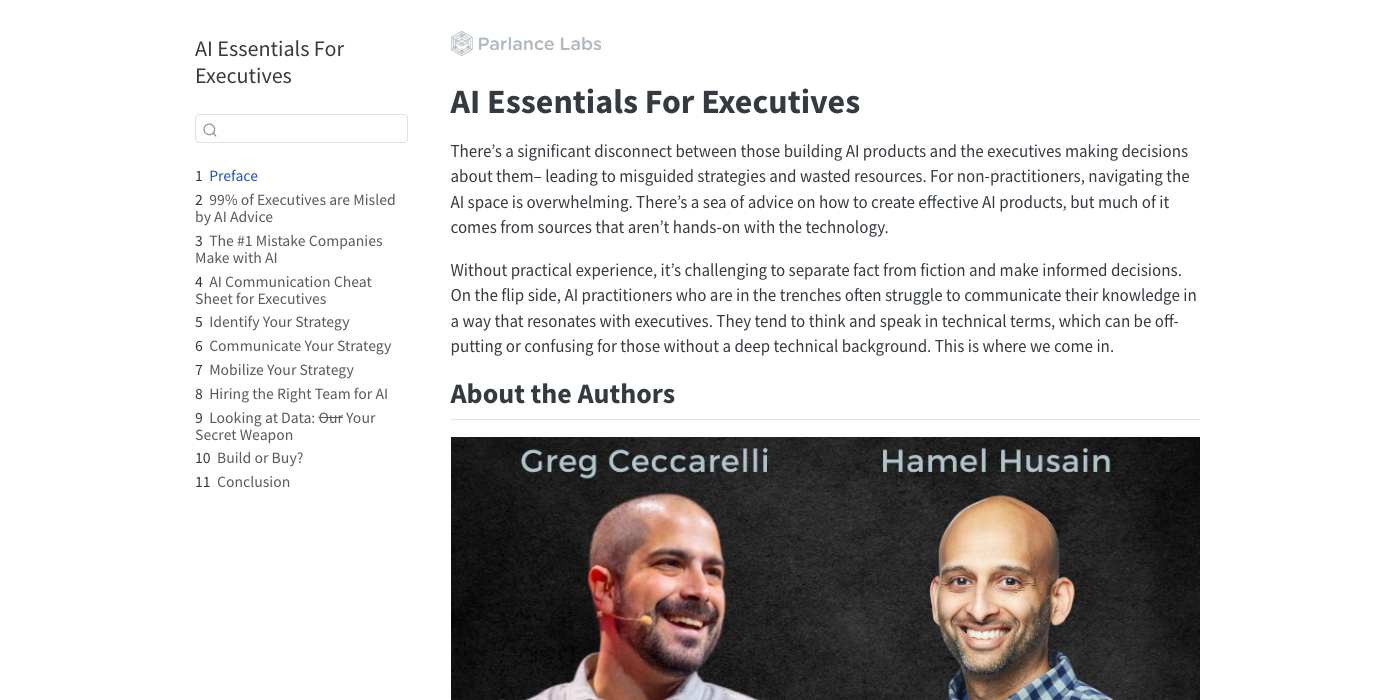 AI Essentials For
Executives
1 Preface
2 99% of Executives are Misled
by AI Advice
3 The #1 Mistake Companies
Make with AI
4 AI Communication Cheat
Sheet for Executives
5 Identify Your Strategy
6 Communicate Your Strategy
7 Mobilize Your Strategy
8 Hiring the Right Team for AI
9 Looking at Data: Our Your
Secret Weapon
10 Build or Buy?
11 Conclusion
Parlance Labs
AI Essentials For Executives
There’s a significant disconnect between those building AI products and the executives making decisions
about them– leading to misguided strategies and wasted resources. For non-practitioners, navigating the
AI space is overwhelming. There’s a sea of advice on how to create effective AI products, but much of it
comes from sources that aren’t hands-on with the technology.
Without practical experience, it’s challenging to separate fact from fiction and make informed decisions.
On the flip side, AI practitioners who are in the trenches often struggle to communicate their knowledge in
a way that resonates with executives. They tend to think and speak in technical terms, which can be off-
putting or confusing for those without a deep technical background. This is where we come in.
About the Authors
Greg Ceccarelli
Hamel Husain